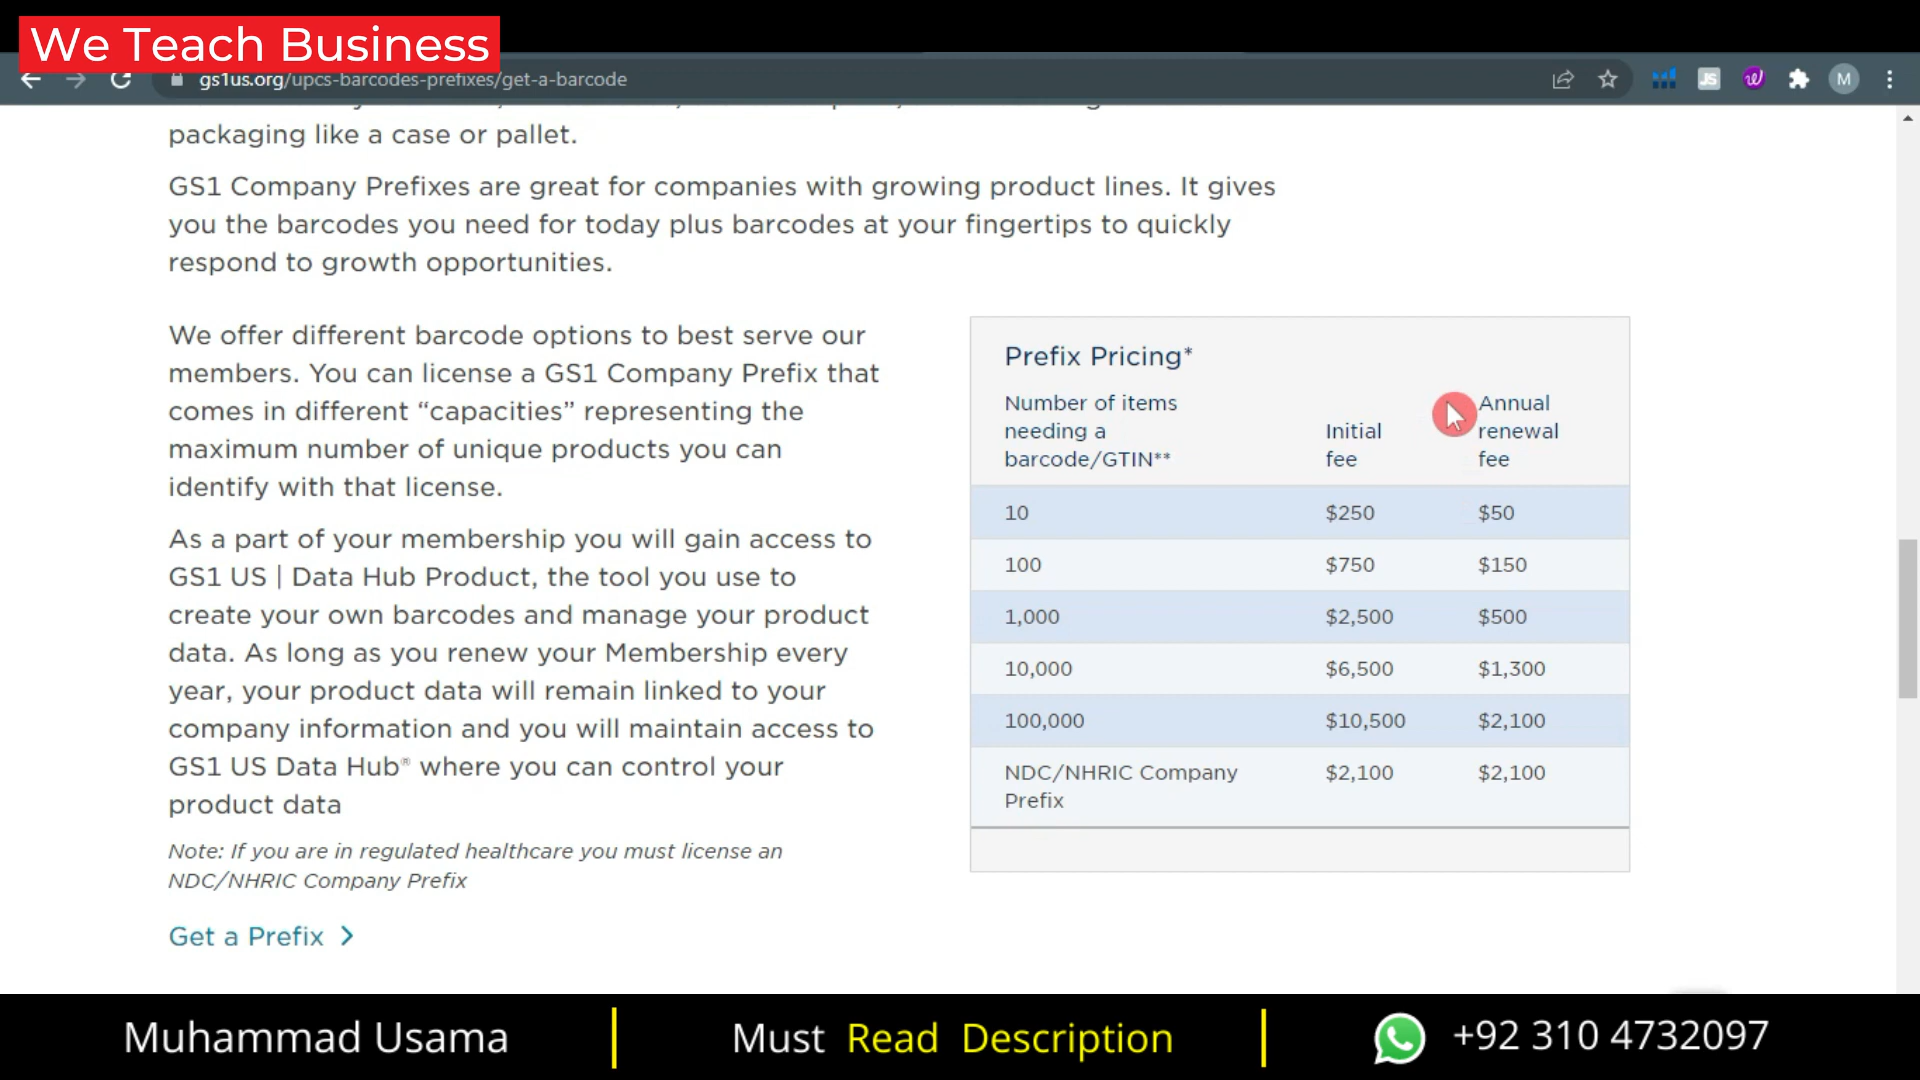 We Teach Business
gs1us.org/upcs-barcodes-prefixes/get-a-barcode
JS
M
packaging like a case or pallet.
GS1 Company Prefixes are great for companies with growing product lines. It gives
you the barcodes you need for today plus barcodes at your fingertips to quickly
respond to growth opportunities.
We offer different barcode options to best serve our
members. You can license a GS1 Company Prefix that
comes in different “capacities” representing the
maximum number of unique products you can
identify with that license.
As a part of your membership you will gain access to
GS1 US | Data Hub Product, the tool you use to
create your own barcodes and manage your product
data. As long as you renew your Membership every
year, your product data will remain linked to your
company information and you will maintain access to
GS1 US Data Hub® where you can control your
product data
Note: If you are in regulated healthcare you must license an
NDC/NHRIC Company Prefix
Get a Prefix
Prefix Pricing*
Number of items
needing a
barcode/GTIN**
Initial
fee
Annual
renewal
fee
10 $250 $50
100 $750 $150
1,000 $2,500 $500
10,000 $6,500 $1,300
100,000 $10,500 $2,100
NDC/NHRIC Company $2,100 $2,100
Prefix
Muhammad Usama | Must Read Description | +92 310 4732097